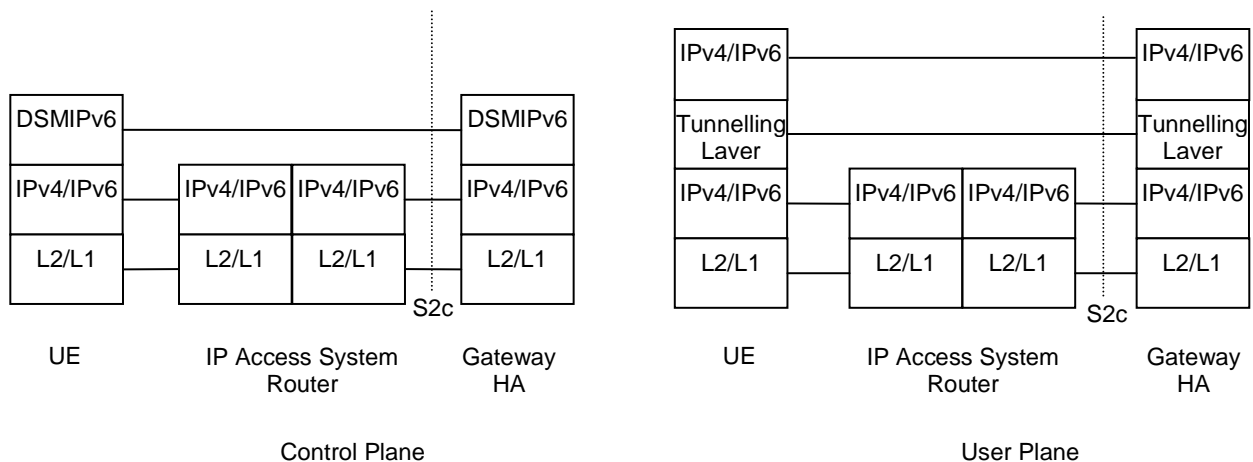 IPv4/IPv6 IPv4/IPv6
DSMIPv6 DSMIPv6 Tunnelling Tunnelling
Laver Laver
IPv4/IPv6 IPv4/IPv6 IPv4/IPv6 IPv4/IPv6 IPv4/IPv6 IPv4/IPv6 IPv4/IPv6 IPv4/IPv6
L2/L1 L2/L1 L2/L1 L2/L1 L2/L1 L2/L1 L2/L1 L2/L1
S2c S2c
UE IP Access System Gateway UE IP Access System Gateway
Router HA Router HA
Control Plane User Plane